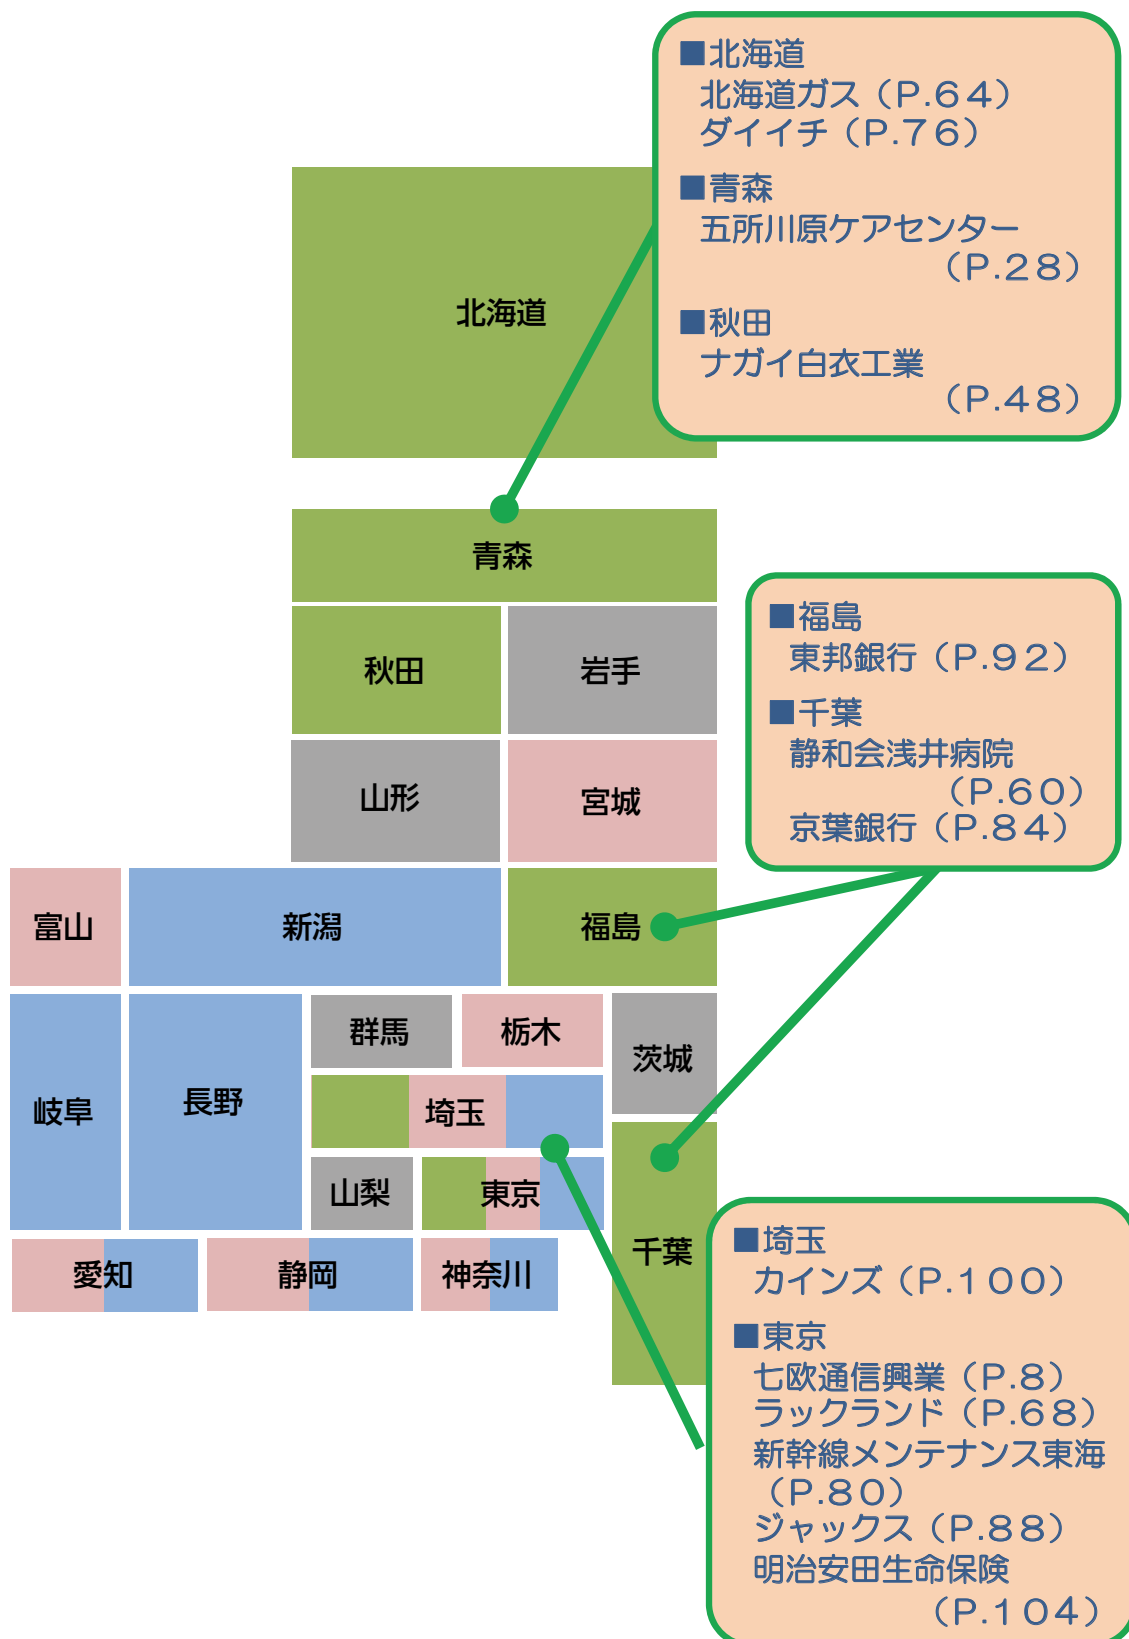 ■北海道
北海道ガス（P.64）
ダイイチ（P.76）
■青森
五所川原ケアセンター
（P.28）
■秋田
ナガイ白衣工業
（P.48）
北海道
青森
秋田
岩手
山形
宮城
■福島
東邦銀行（P.92）
■千葉
静和会浅井病院
（P.60）
京葉銀行（P.84）
富山
新潟
福島
岐阜
長野
群馬
栃木
茨城
埼玉
山梨
東京
千葉
愛知
静岡
神奈川
■埼玉
カインズ（P.100）
■東京
七欧通信興業（P.8）
ラックランド（P.68）
新幹線メンテナンス東海
（P.80）
ジャックス（P.88）
明治安田生命保険
（P.104）